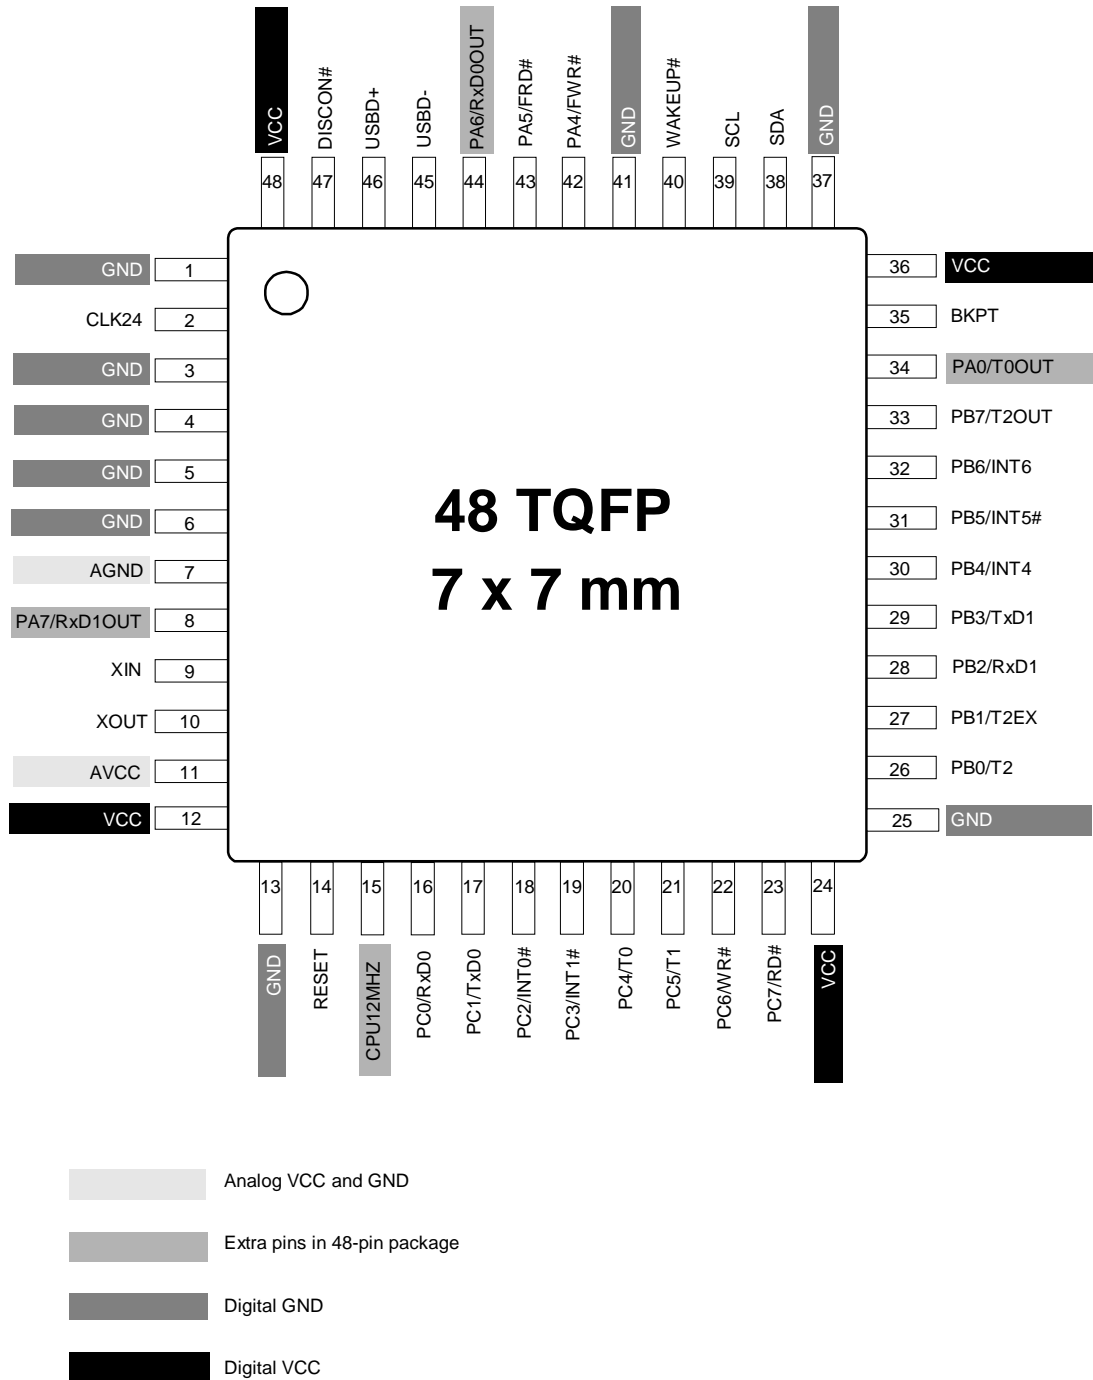 VCC
DISCON#
USBD+
USBD-
PA6/RxD0OUT
PA5/FRD#
PA4/FWR#
GND
WAKEUP#
SCL
SDA
GND
48
47
46
45
44
43
42
41
40
39
38
37
GND 1
CLK24 2
GND 3
GND 4
GND 5
GND 6
AGND 7
PA7/RxD1OUT 8
XIN 9
XOUT 10
AVCC 11
VCC 12
48 TQFP
7 x 7 mm
36 VCC
35 BKPT
34 PA0/T0OUT
33 PB7/T2OUT
32 PB6/INT6
31 PB5/INT5#
30 PB4/INT4
29 PB3/TxD1
28 PB2/RxD1
27 PB1/T2EX
26 PB0/T2
25 GND
13
14
15
16
17
18
19
20
21
22
23
24
GND
RESET
CPU12MHZ
PC0/RxD0
PC1/TxD0
PC2/INT0#
PC3/INT1#
PC4/T0
PC5/T1
PC6/WR#
PC7/RD#
VCC
Analog VCC and GND
Extra pins in 48-pin package
Digital GND
Digital VCC